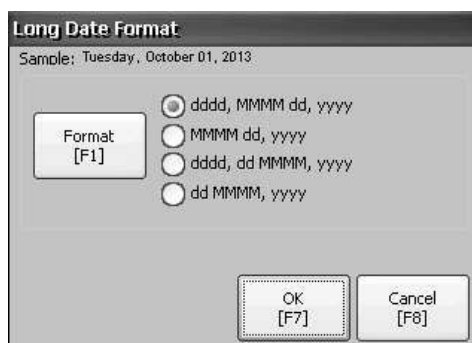 Long Date Format
Sample: Tuesday, October 01, 2013
Format
[F1]
dddd, MMMM dd, yyyy
MMMM dd, yyyy
dddd, dd MMMM, yyyy
dd MMMM, yyyy
OK
[F7]
Cancel
[F8]